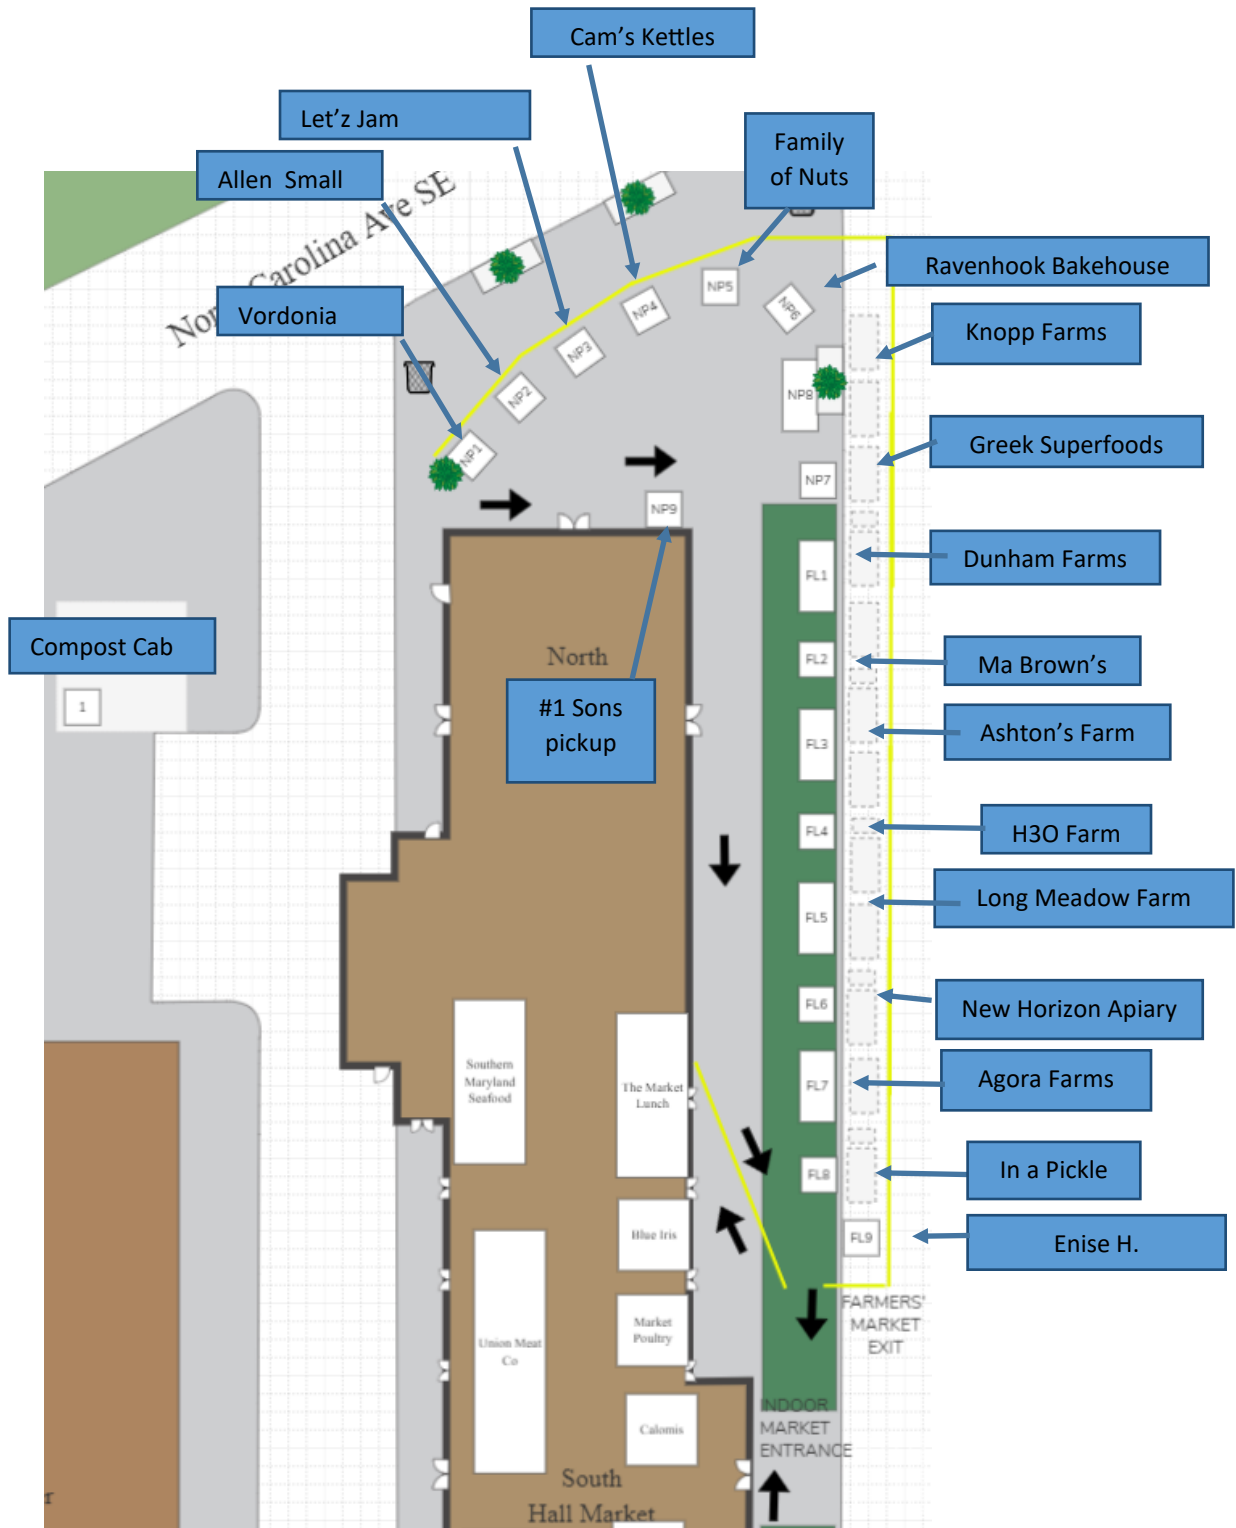 Cam's Kettles
Let'z Jam
Family
of Nuts
Allen  Small
North Carolina Ave SE
Ravenhook Bakehouse
Vordonia
Knopp Farms
Greek Superfoods
Dunham Farms
Ma Brown's
Ashton's Farm
H3O Farm
Long Meadow Farm
New Horizon Apiary
Agora Farms
In a Pickle
Enise H.
Compost Cab
1
#1 Sons
pickup
NP1
NP2
NP3
NP4
NP5
NP6
NP8
NP7
NP9
FL1
FL2
FL3
FL4
FL5
FL6
FL7
FL8
FL9
North
Southern
Maryland
Seafood
The Market
Lunch
Blue Iris
Market
Poultry
Union Meat
Co
Calomis
South
Hall Market
FARMERS'
MARKET
EXIT
INDOOR
MARKET
ENTRANCE